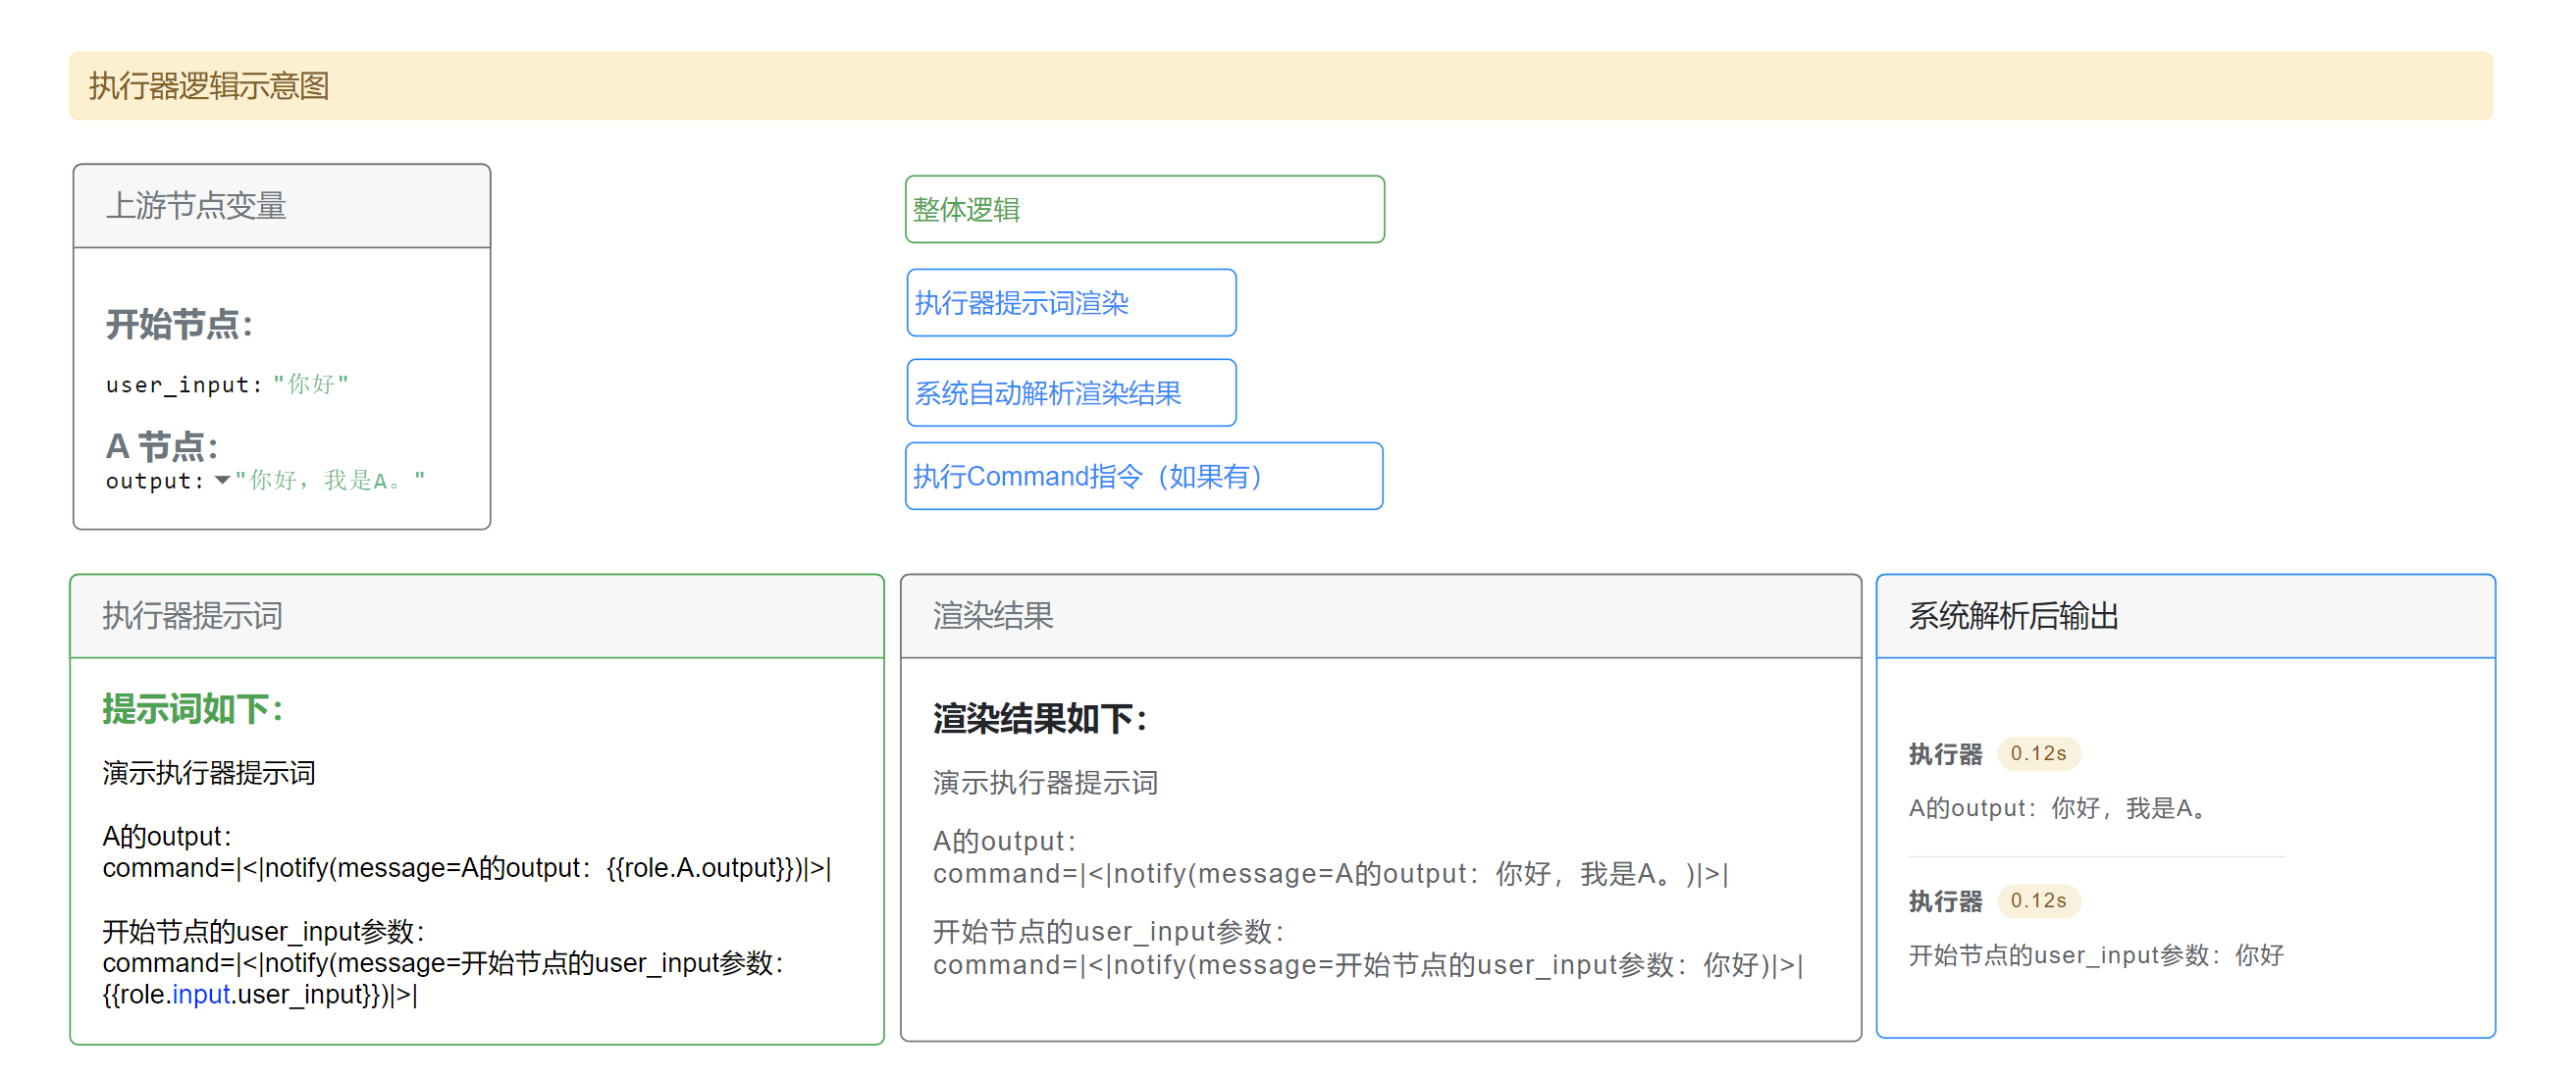 执行器逻辑示意图
上游节点变量
开始节点：
user_input: "你好"
A 节点：
output: "你好，我是A。"
整体逻辑
执行器提示词渲染
系统自动解析渲染结果
执行Command指令（如果有）
执行器提示词
提示词如下：
演示执行器提示词
A的output：
command=|<|notify(message=A的output：{{role.A.output}})|>|
开始节点的user_input参数：
command=|<|notify(message=开始节点的user_input参数：
{{role.input.user_input}})|>|
渲染结果
渲染结果如下：
演示执行器提示词
A的output：
command=|<|notify(message=A的output：你好，我是A。)|>|
开始节点的user_input参数：
command=|<|notify(message=开始节点的user_input参数：你好)|>|
系统解析后输出
执行器 0.12s
A的output：你好，我是A。
执行器 0.12s
开始节点的user_input参数：你好